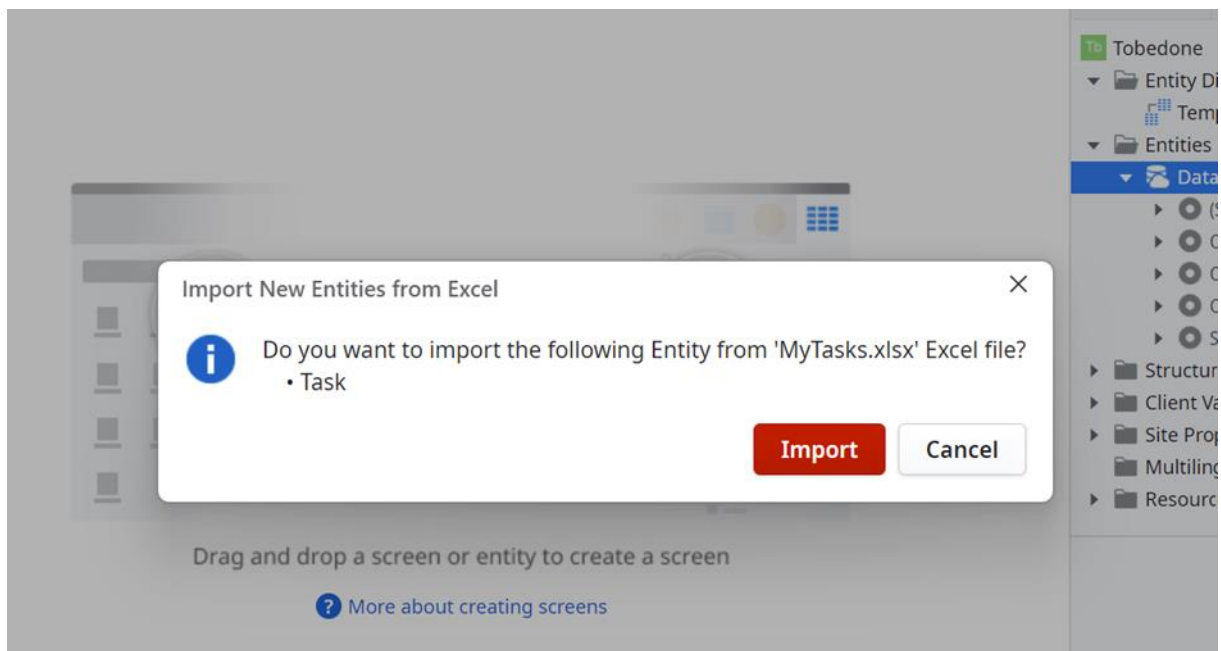 Tb Tobedone
Entity Di
Temp
Entities
Data
Import New Entities from Excel
Do you want to import the following Entity from 'MyTasks.xlsx' Excel file?
• Task
Import Cancel
Structur
Client Va
Site Prop
Multiling
Resourc
Drag and drop a screen or entity to create a screen
? More about creating screens